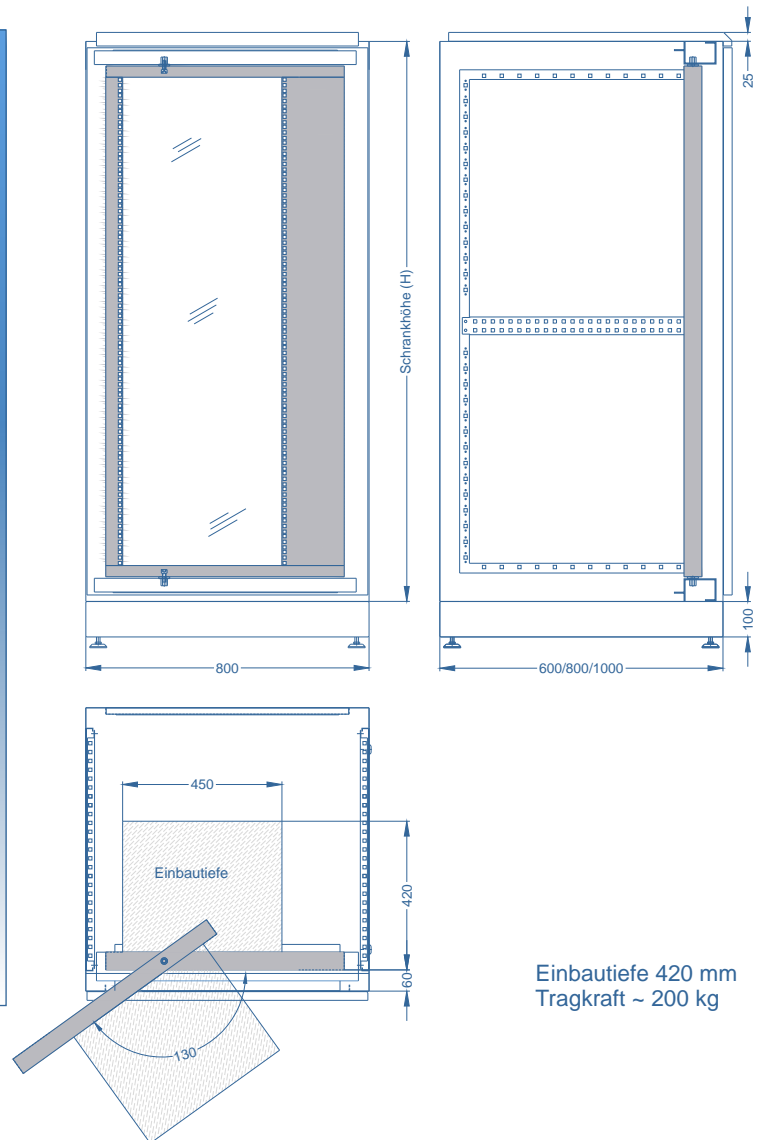 25
Schrankhöhe (H)
100
800
600/800/1000
450
Einbautiefe
420
60
130
Einbautiefe 420 mm
Tragkraft ~ 200 kg